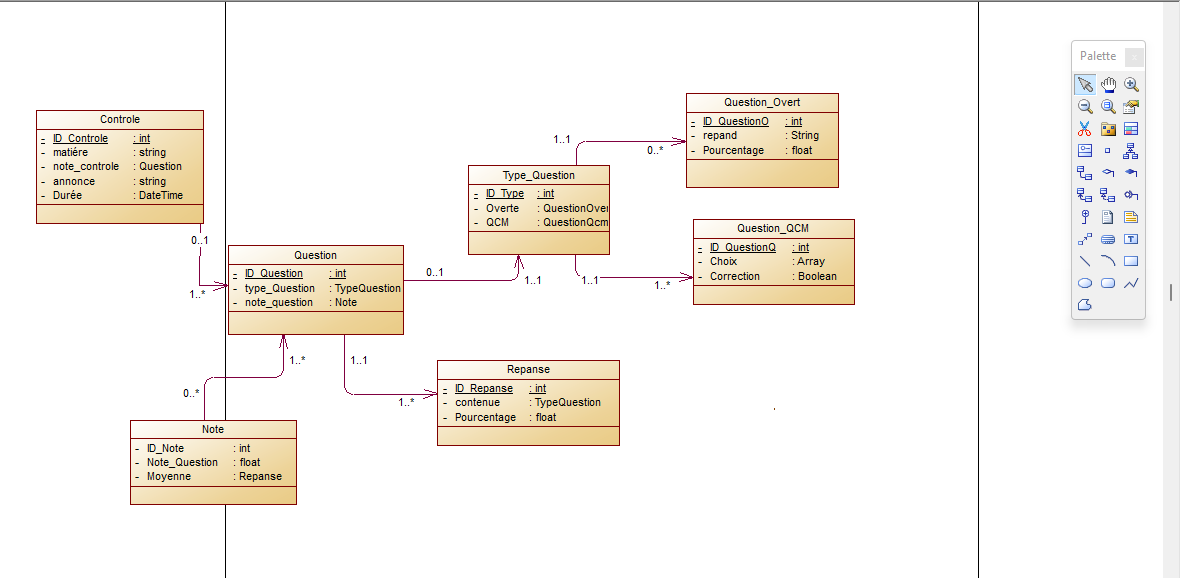 Palette
Controle
- ID_Controle : int
- matiére : string
- note_controle : Question
- annonce : string
- Durée : DateTime
0..1
1..*
Question
- ID_Question : int
- type_Question : TypeQuestion
- note_question : Note
0..1
1..1
Type_Question
- ID_Type : int
- Overte : QuestionOver
- QCM : QuestionQcm
1..1
0..*
Question_Overt
- ID_QuestionO : int
- repand : String
- Pourcentage : float
1..1
1..*
Question_QCM
- ID_QuestionQ : int
- Choix : Array
- Correction : Boolean
1..*
0..*
1..1
1..*
Repanse
- ID_Repanse : int
- contenue : TypeQuestion
- Pourcentage : float
Note
- ID_Note : int
- Note_Question : float
- Moyenne : Repanse